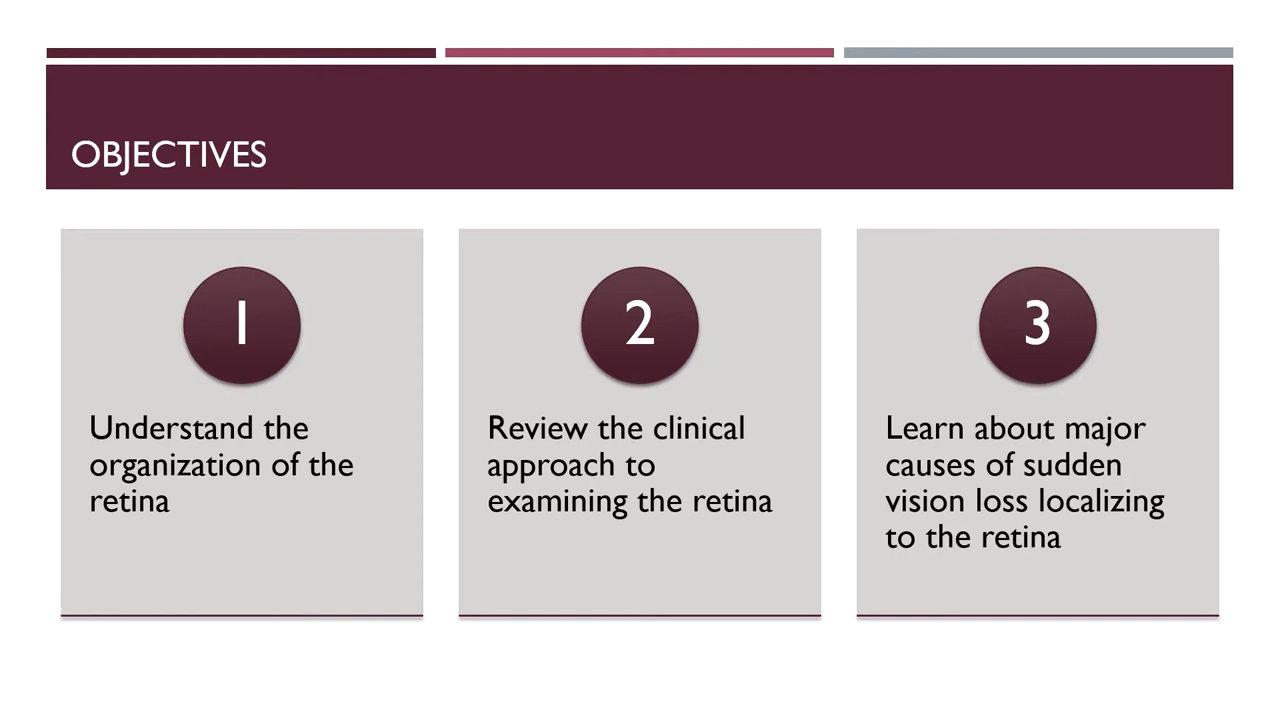 OBJECTIVES
1
Understand the
organization of the
retina
2
Review the clinical
approach to
examining the retina
3
Learn about major
causes of sudden
vision loss localizing
to the retina